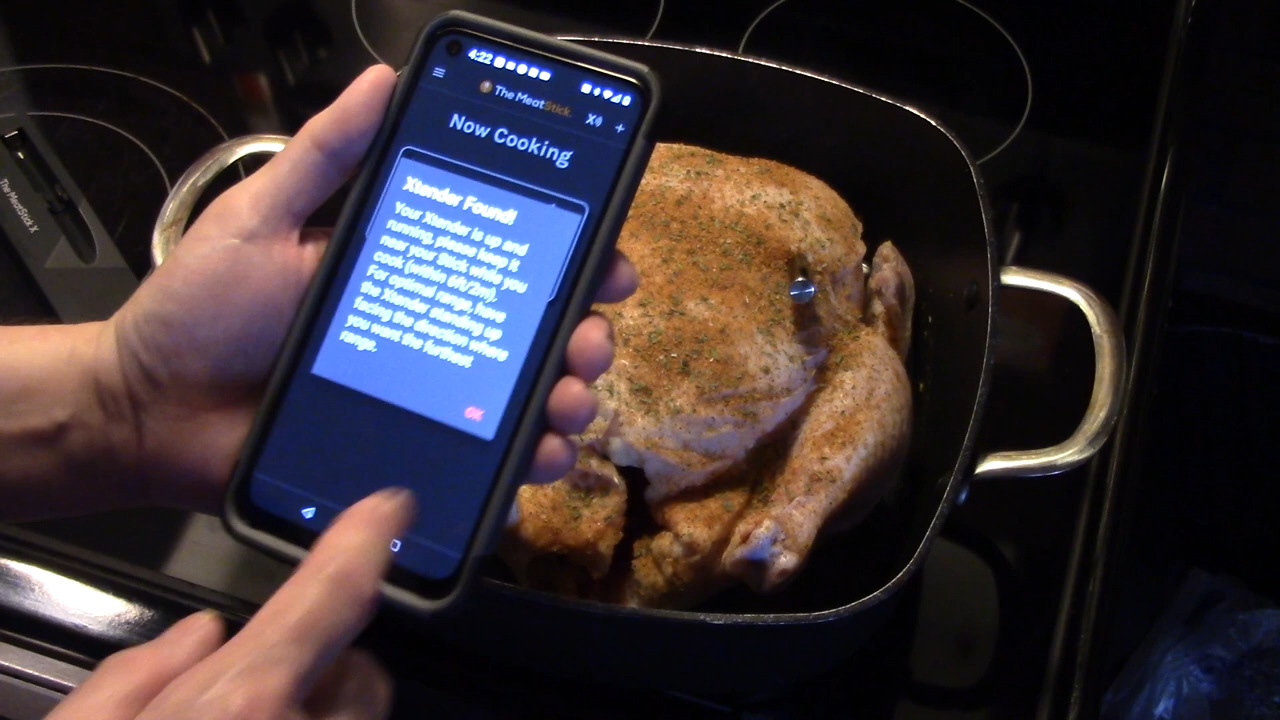 4:22
The MeatStick
X
+
Now Cooking
Xtender Found!
Your Xtender is up and
running, please keep it
near your Stick while you
cook (within 6ft/2m).
For optimal range, have
the Xtender standing up
facing the direction where
you want the furthest
range.
OK
The MeatStick X